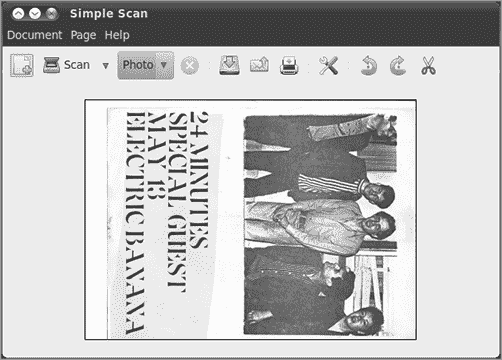 Simple Scan
Document Page Help
Scan
Photo
24 MINUTES
SPECIAL GUEST
MAY 13
ELECTRIC BANANA